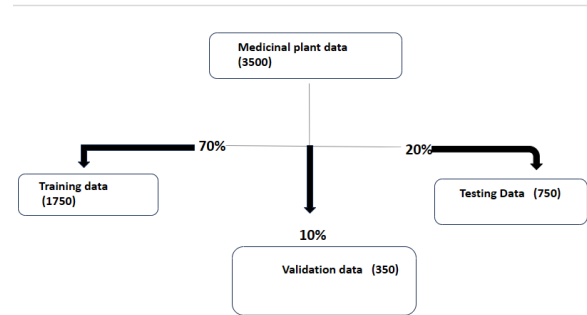 Medicinal plant data
(3500)
70%
20%
Training data
(1750)
Testing Data (750)
10%
Validation data (350)